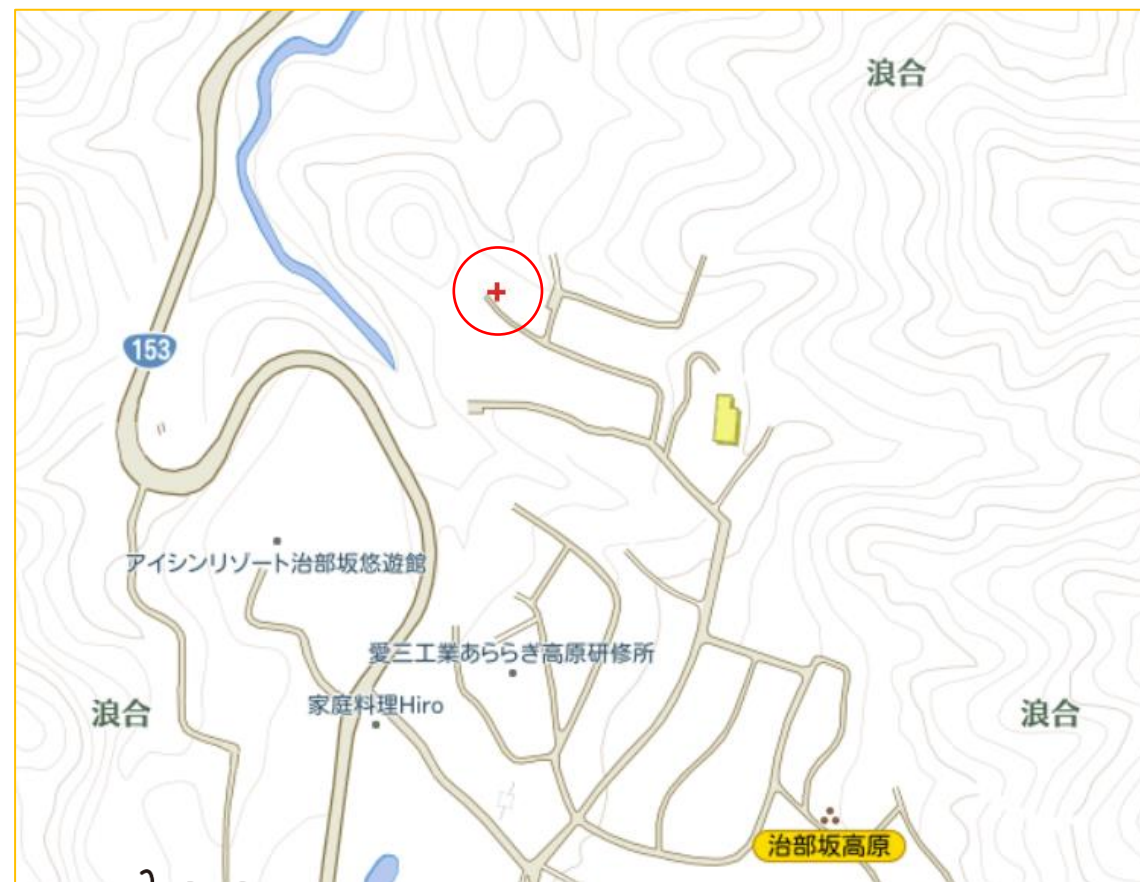 浪合
153
アイシンリゾート治部坂悠遊館
愛三工業あららぎ高原研修所
家庭料理Hiro
浪合
浪合
治部坂高原